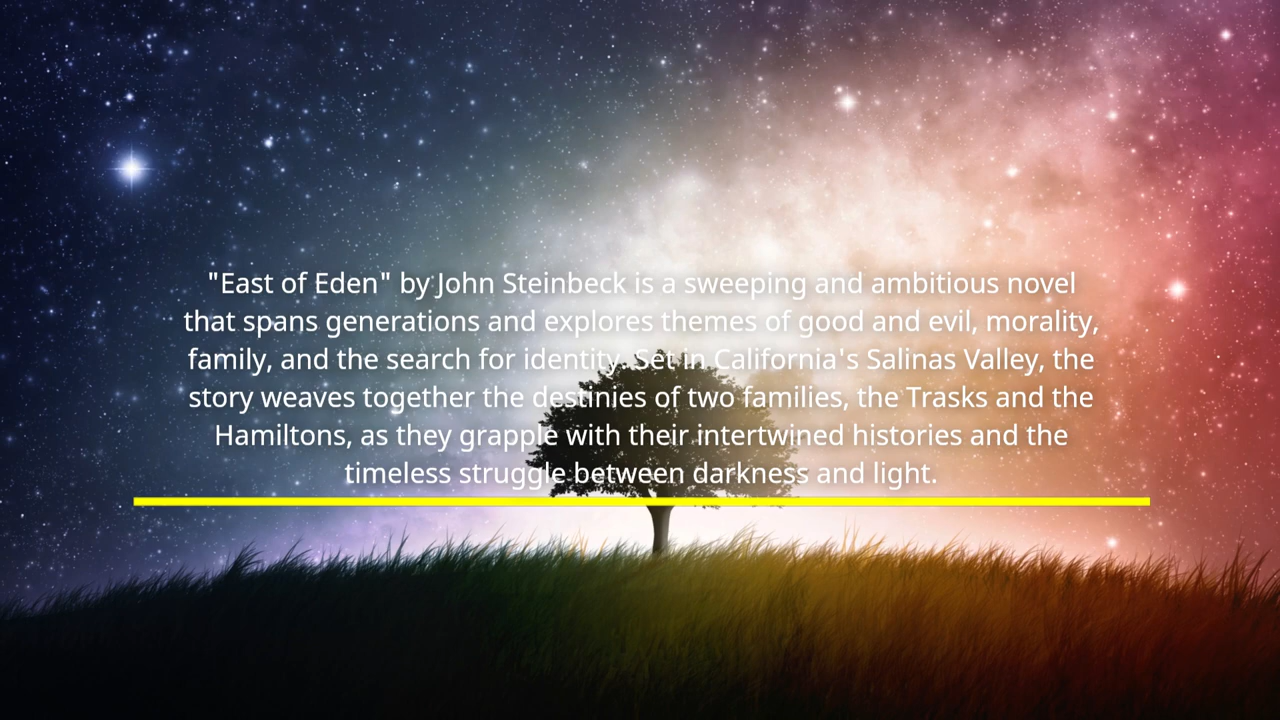 "East of Eden" by John Steinbeck is a sweeping and ambitious novel
that spans generations and explores themes of good and evil, morality,
family, and the search for identity. Set in California's Salinas Valley, the
story weaves together the destinies of two families, the Trasks and the
Hamiltons, as they grapple with their intertwined histories and the
timeless struggle between darkness and light.